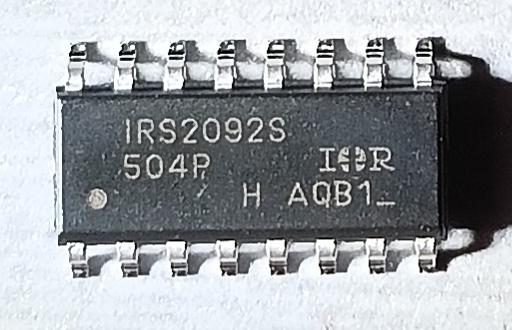 IRS2092S
504P IOR
H AQB1_